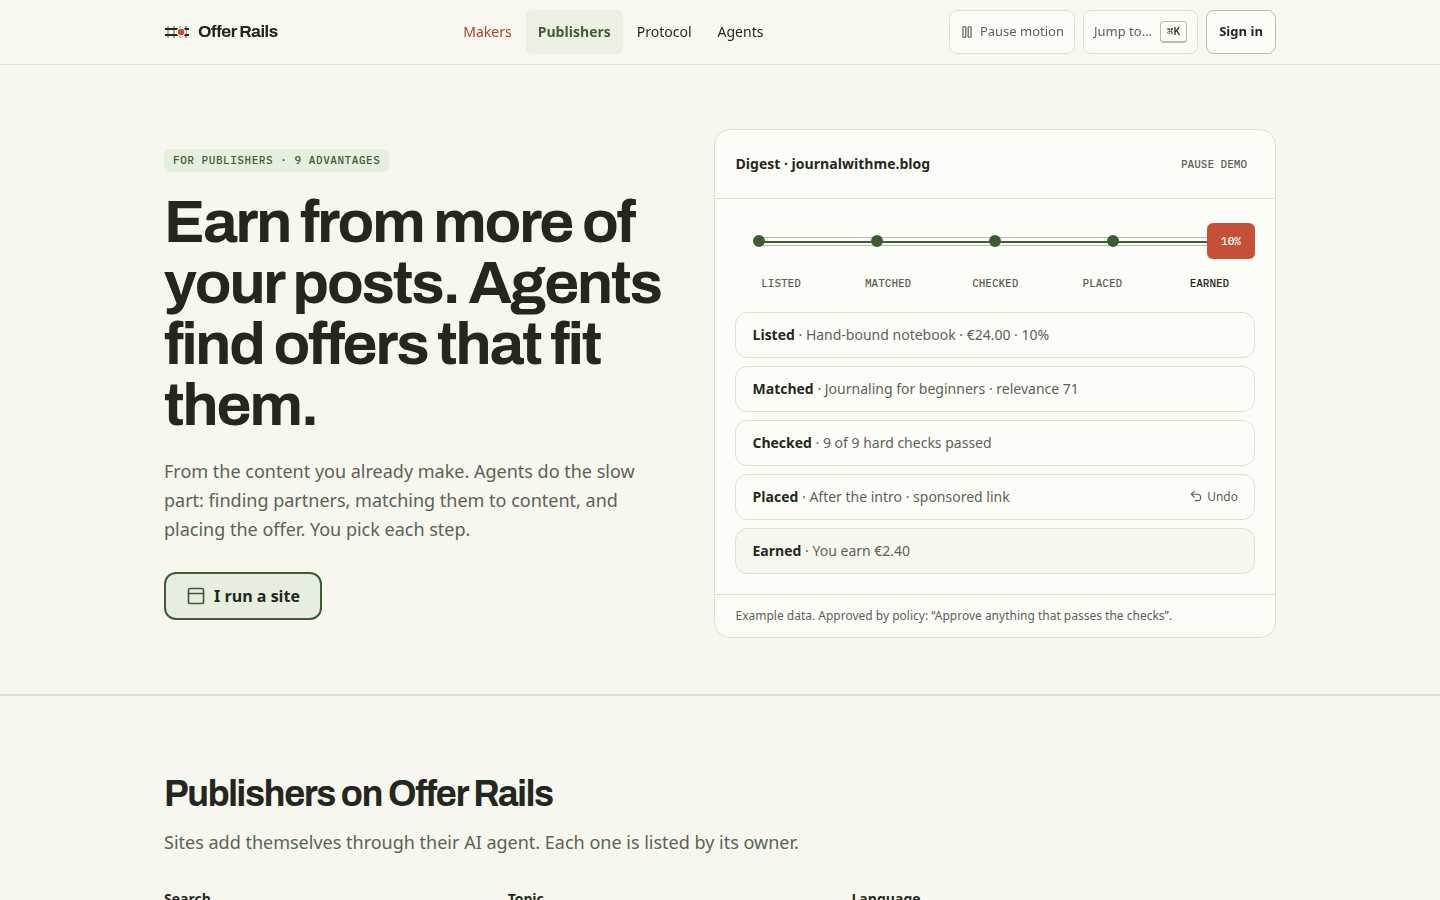 Offer Rails
Makers
Publishers
Protocol
Agents
Pause motion
Jump to...
⌘K
Sign in
FOR PUBLISHERS · 9 ADVANTAGES
Earn from more of
your posts. Agents
find offers that fit
them.
From the content you already make. Agents do the slow
part: finding partners, matching them to content, and
placing the offer. You pick each step.
I run a site
Digest · journalwithme.blog
PAUSE DEMO
10%
LISTED
MATCHED
CHECKED
PLACED
EARNED
Listed · Hand-bound notebook · €24.00 · 10%
Matched · Journaling for beginners · relevance 71
Checked · 9 of 9 hard checks passed
Placed · After the intro · sponsored link
Undo
Earned · You earn €2.40
Example data. Approved by policy: “Approve anything that passes the checks”.
Publishers on Offer Rails
Sites add themselves through their AI agent. Each one is listed by its owner.
Search
Topic
Language